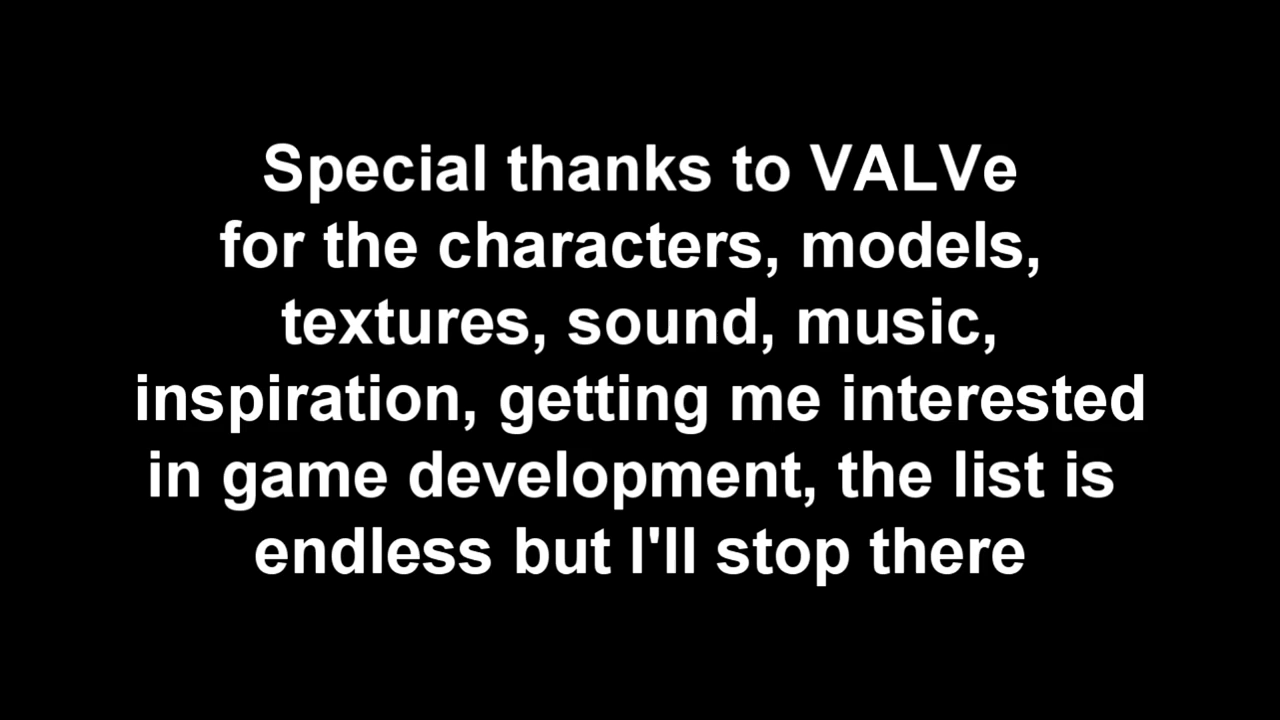 Special thanks to VALVe
for the characters, models,
textures, sound, music,
inspiration, getting me interested
in game development, the list is
endless but I'll stop there